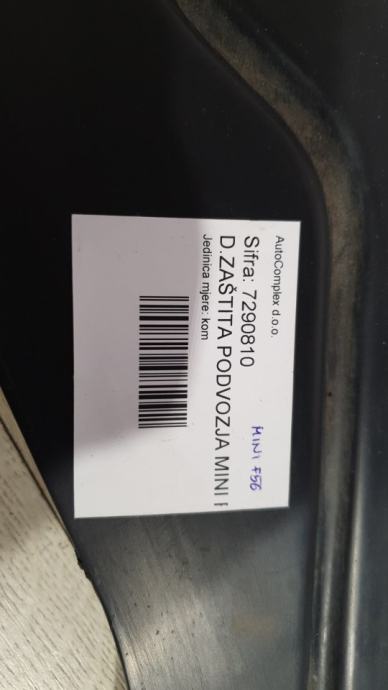 AutoComplex d.o.o.
Sifra: 7290810
D.ZAŠTITA PODVOZJA MINI F
Jedinica mjere: kom
MINI F56